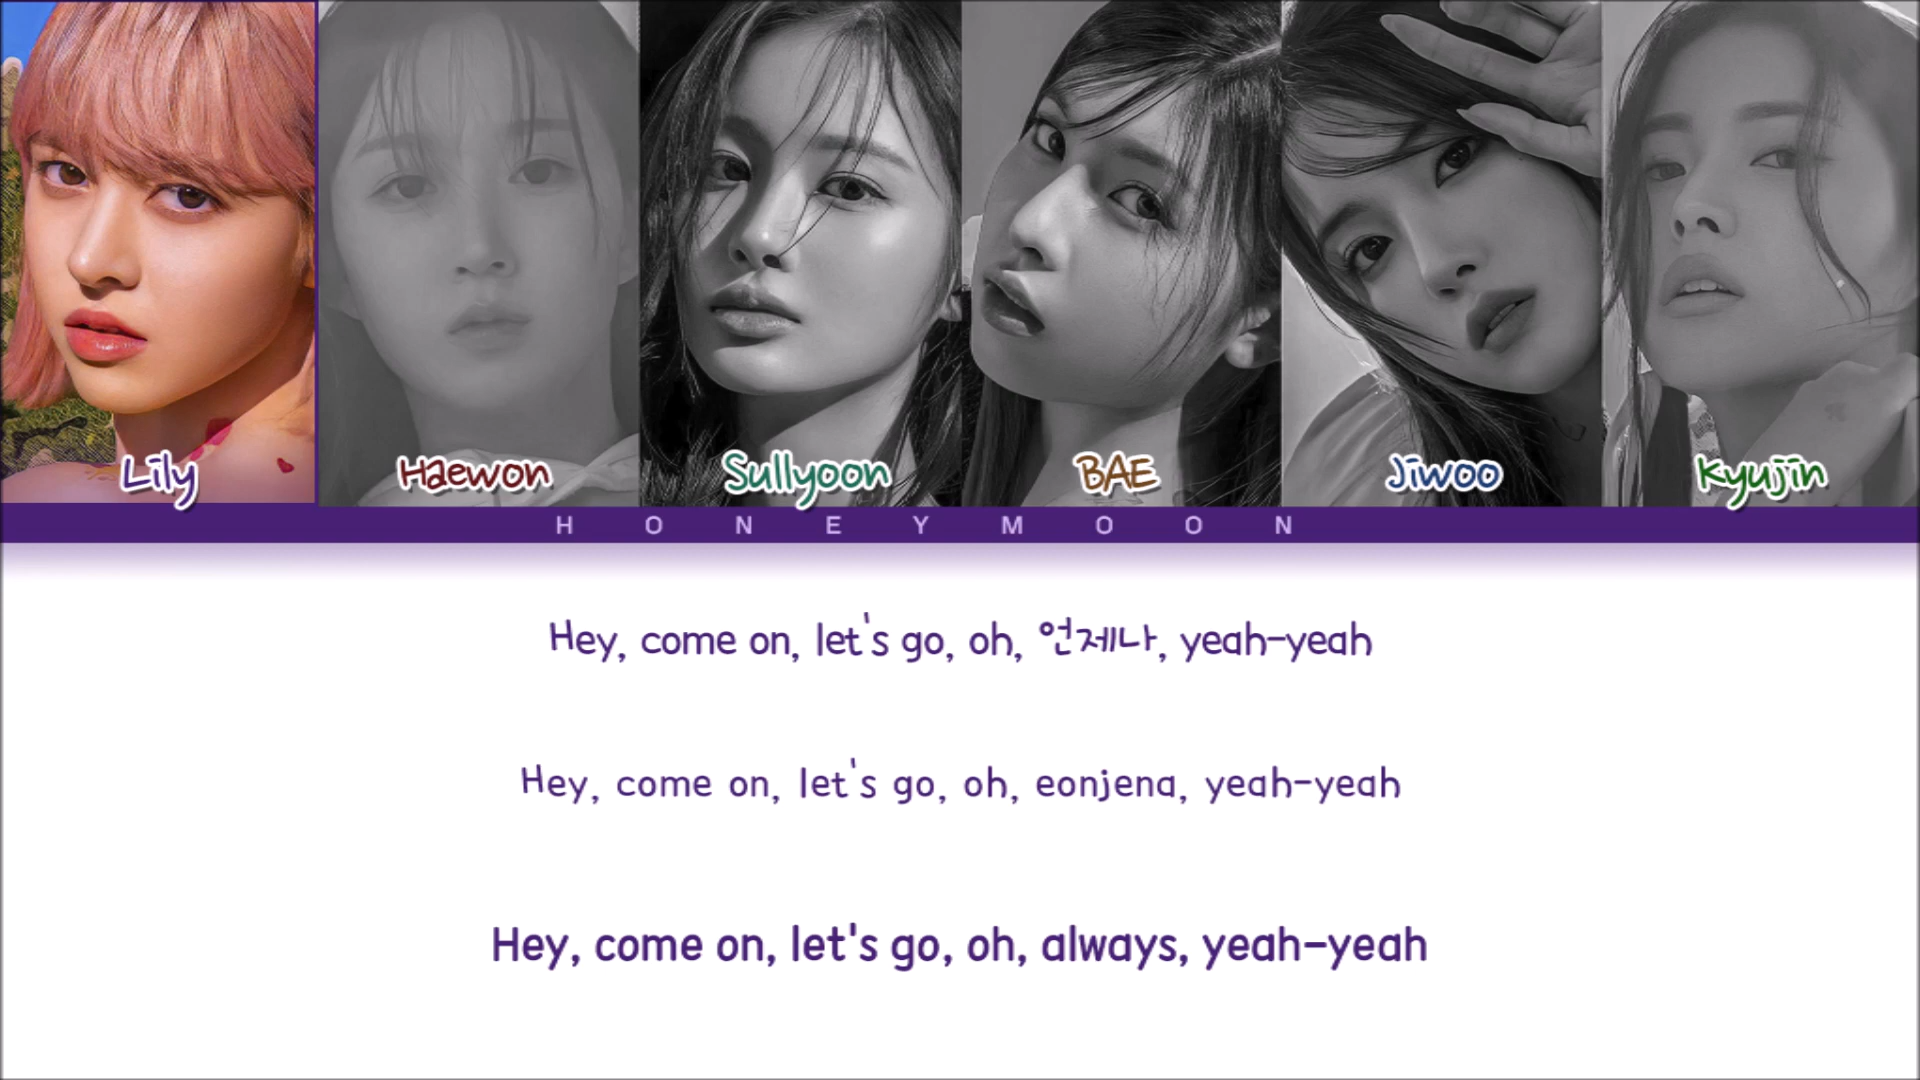 Lily Haewon Sullyoon BAE Jiwoo Kyujin
HONEYMOON
Hey, come on, let's go, oh, 언제나, yeah-yeah
Hey, come on, let's go, oh, eonjena, yeah-yeah
Hey, come on, let's go, oh, always, yeah-yeah